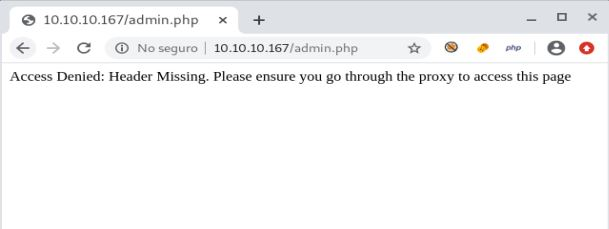 10.10.10.167/admin.php
No seguro
10.10.10.167/admin.php
php
Access Denied: Header Missing. Please ensure you go through the proxy to access this page